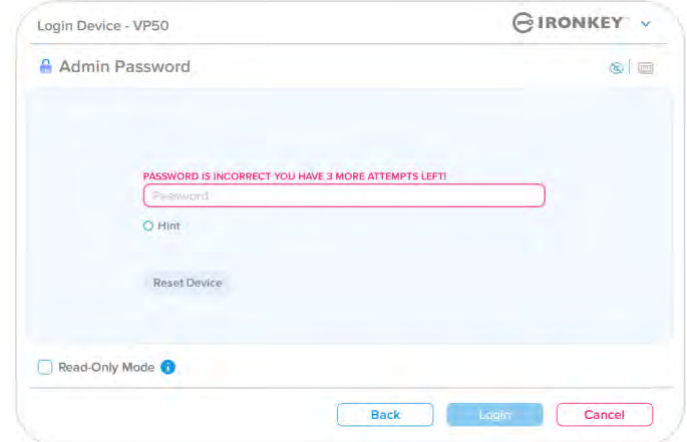 Login Device - VP50
IRONKEY
Admin Password
PASSWORD IS INCORRECT YOU HAVE 3 MORE ATTEMPTS LEFT!
Password
Hint
Reset Device
Read-Only Mode
Back
Login
Cancel